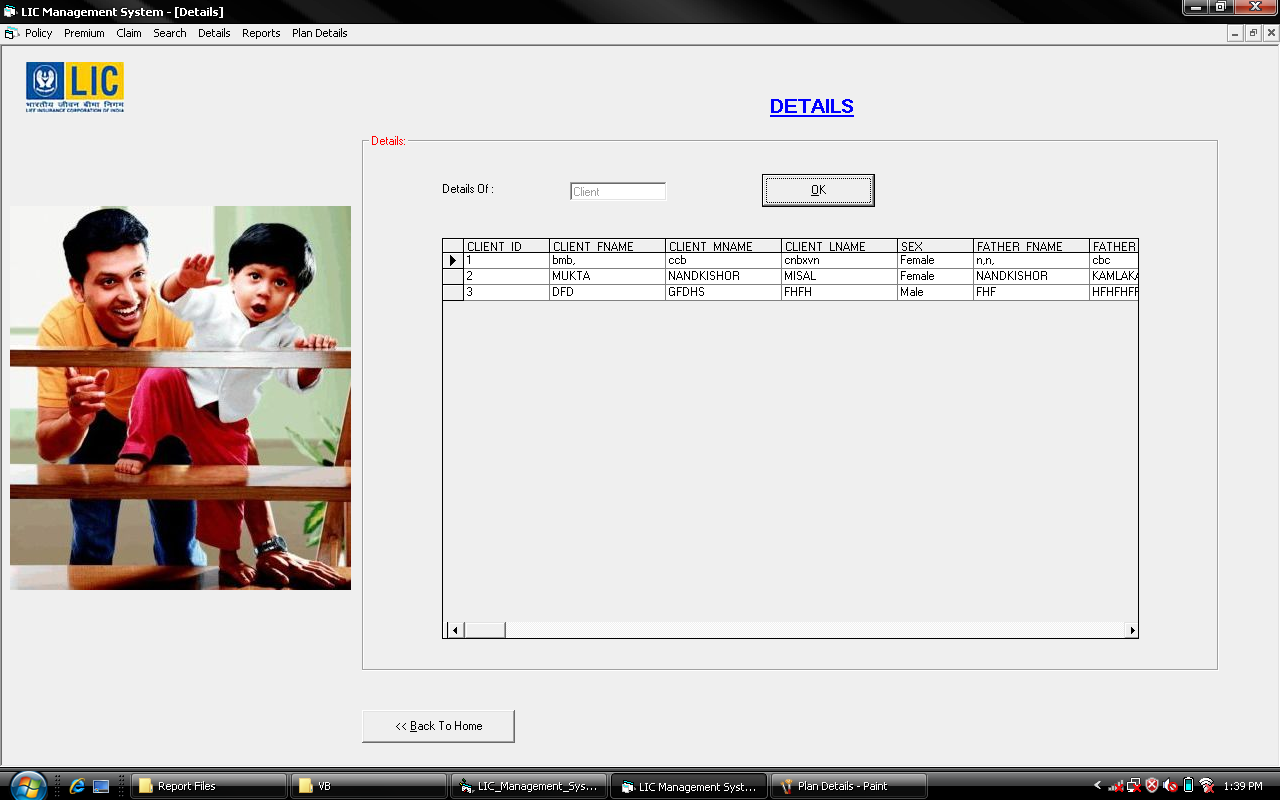 LIC Management System - [Details]
Policy Premium Claim Search Details Reports Plan Details
LIC
भारतीय जीवन बीमा निगम
LIFE INSURANCE CORPORATION OF INDIA
DETAILS
Details:
Details Of : Client OK
CLIENT_ID CLIENT_FNAME CLIENT_MNAME CLIENT_LNAME SEX FATHER_FNAME FATHER
1 bmb, ccb cnbxvn Female n,n, cbc
2 MUKTA NANDKISHOR MISAL Female NANDKISHOR KAMLAKA
3 DFD GFDHS FHFH Male FHF HFHFHFF
<< Back To Home
Report Files VB LIC_Management_Sys... LIC Management Syst... Plan Details - Paint 1:39 PM